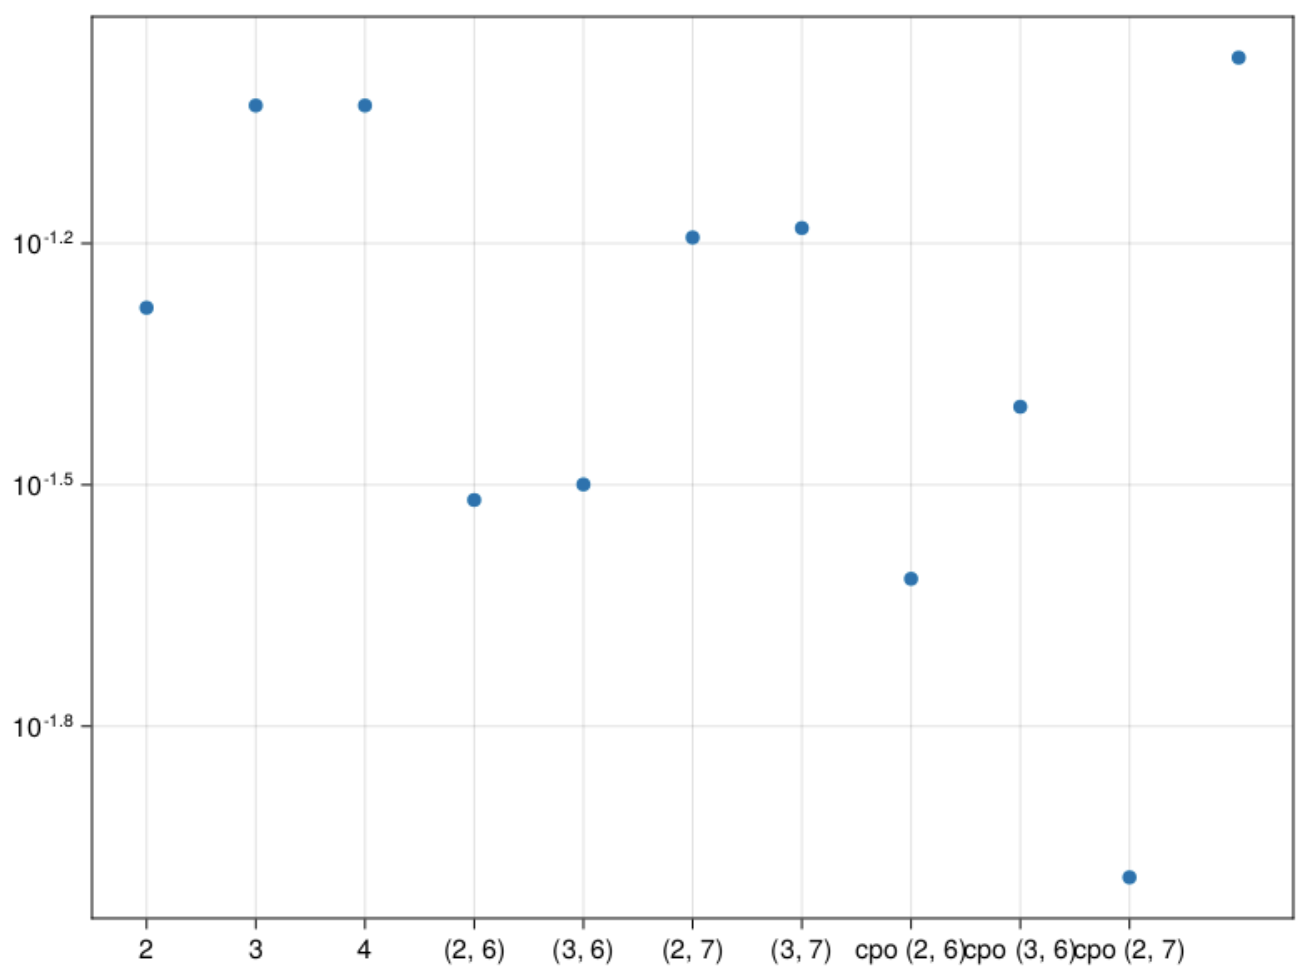 10^-1.2
10^-1.5
10^-1.8
2 3 4 (2, 6) (3, 6) (2, 7) (3, 7) cpo (2, 6) cpo (3, 6) cpo (2, 7)